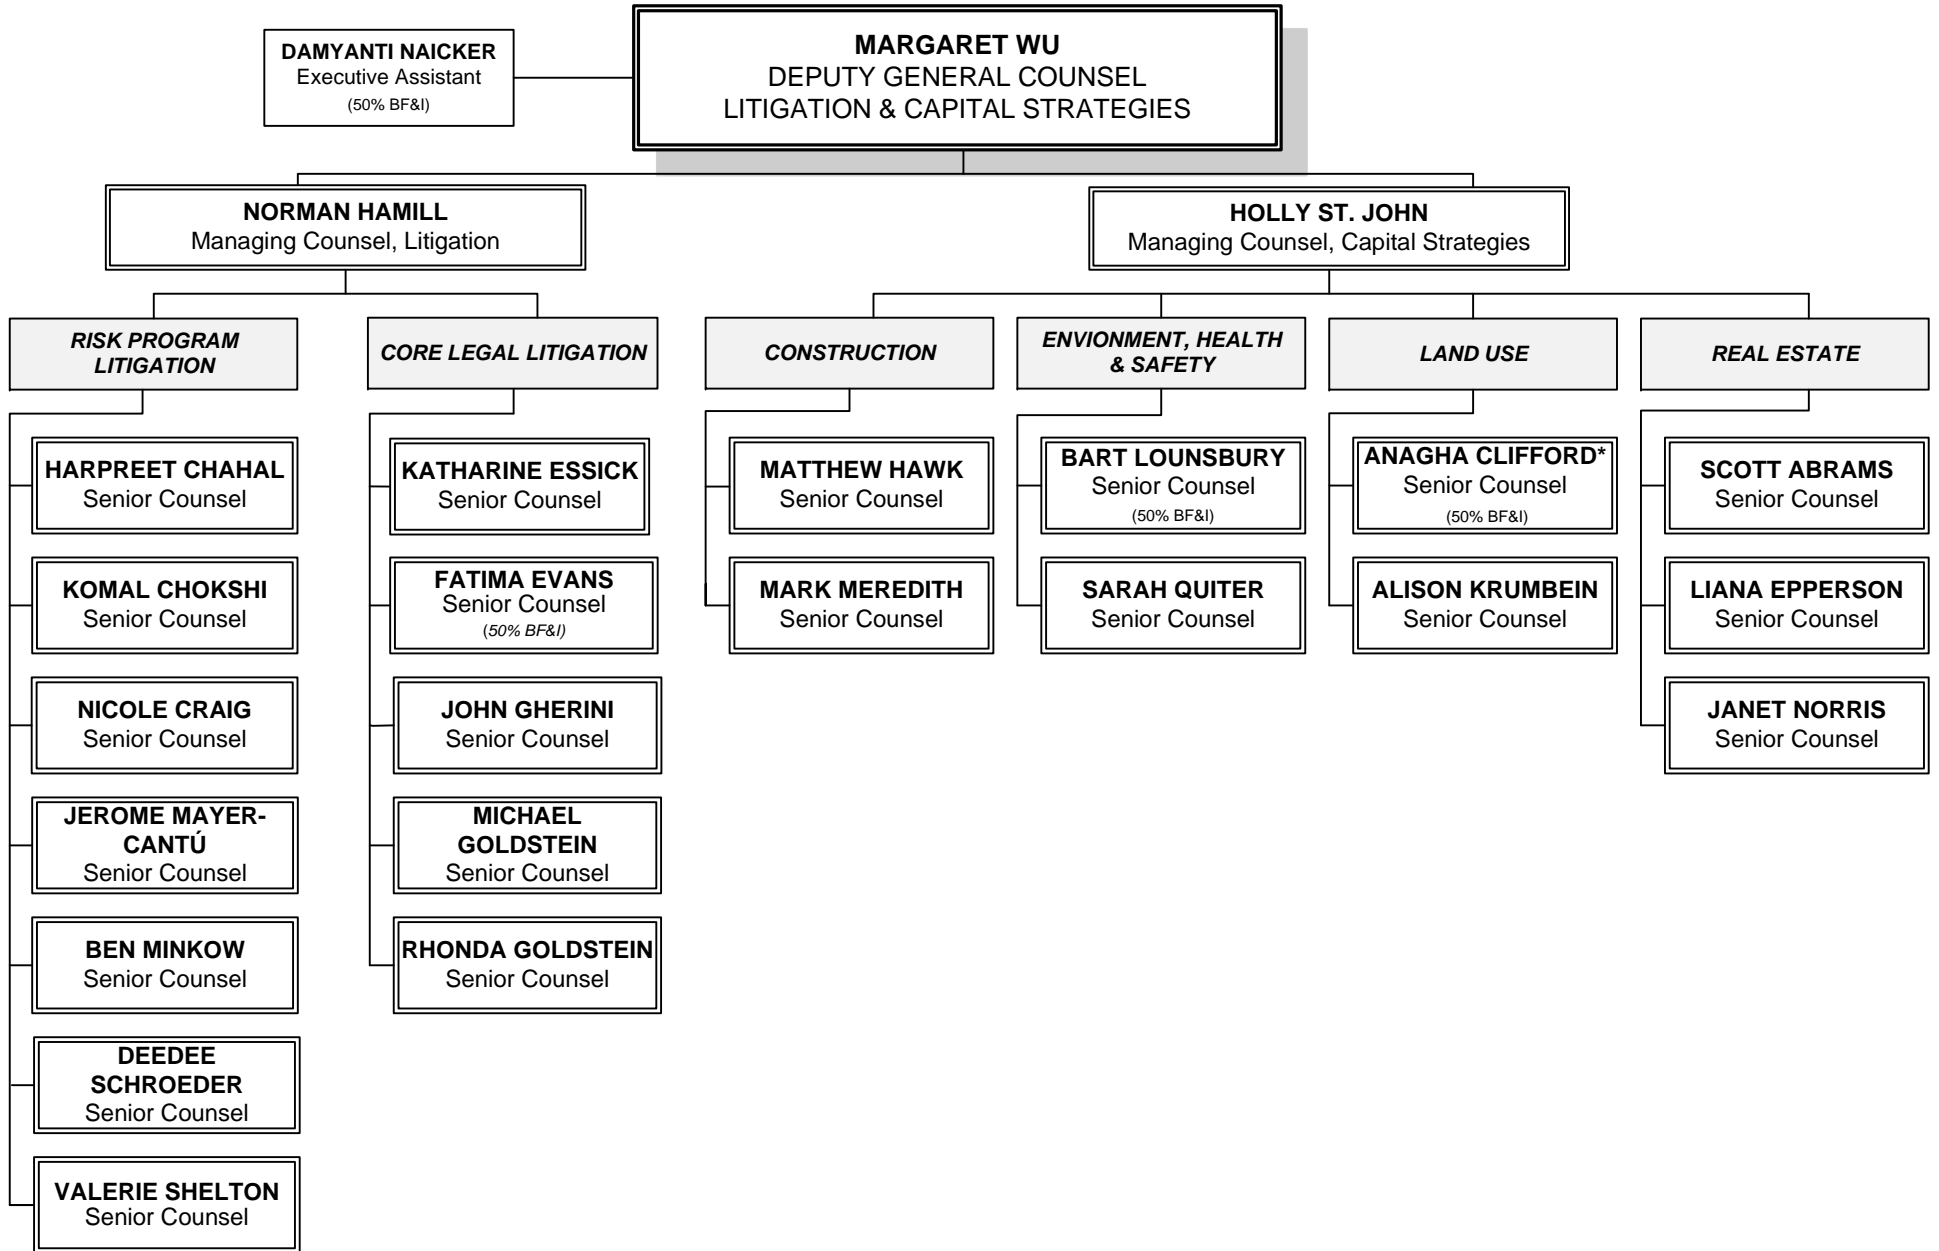 DAMYANTI NAICKER
Executive Assistant
(50% BF&I)
MARGARET WU
DEPUTY GENERAL COUNSEL
LITIGATION & CAPITAL STRATEGIES
NORMAN HAMILL
Managing Counsel, Litigation
HOLLY ST. JOHN
Managing Counsel, Capital Strategies
RISK PROGRAM
LITIGATION
HARPREET CHAHAL
Senior Counsel
KOMAL CHOKSHI
Senior Counsel
NICOLE CRAIG
Senior Counsel
JEROME MAYER-
CANTÚ
Senior Counsel
BEN MINKOW
Senior Counsel
DEEDEE
SCHROEDER
Senior Counsel
VALERIE SHELTON
Senior Counsel
CORE LEGAL LITIGATION
KATHARINE ESSICK
Senior Counsel
FATIMA EVANS
Senior Counsel
(50% BF&I)
JOHN GHERINI
Senior Counsel
MICHAEL
GOLDSTEIN
Senior Counsel
RHONDA GOLDSTEIN
Senior Counsel
CONSTRUCTION
MATTHEW HAWK
Senior Counsel
MARK MEREDITH
Senior Counsel
ENVIONMENT, HEALTH
& SAFETY
BART LOUNSBURY
Senior Counsel
(50% BF&I)
SARAH QUITER
Senior Counsel
LAND USE
ANAGHA CLIFFORD*
Senior Counsel
(50% BF&I)
ALISON KRUMBEIN
Senior Counsel
REAL ESTATE
SCOTT ABRAMS
Senior Counsel
LIANA EPPERSON
Senior Counsel
JANET NORRIS
Senior Counsel